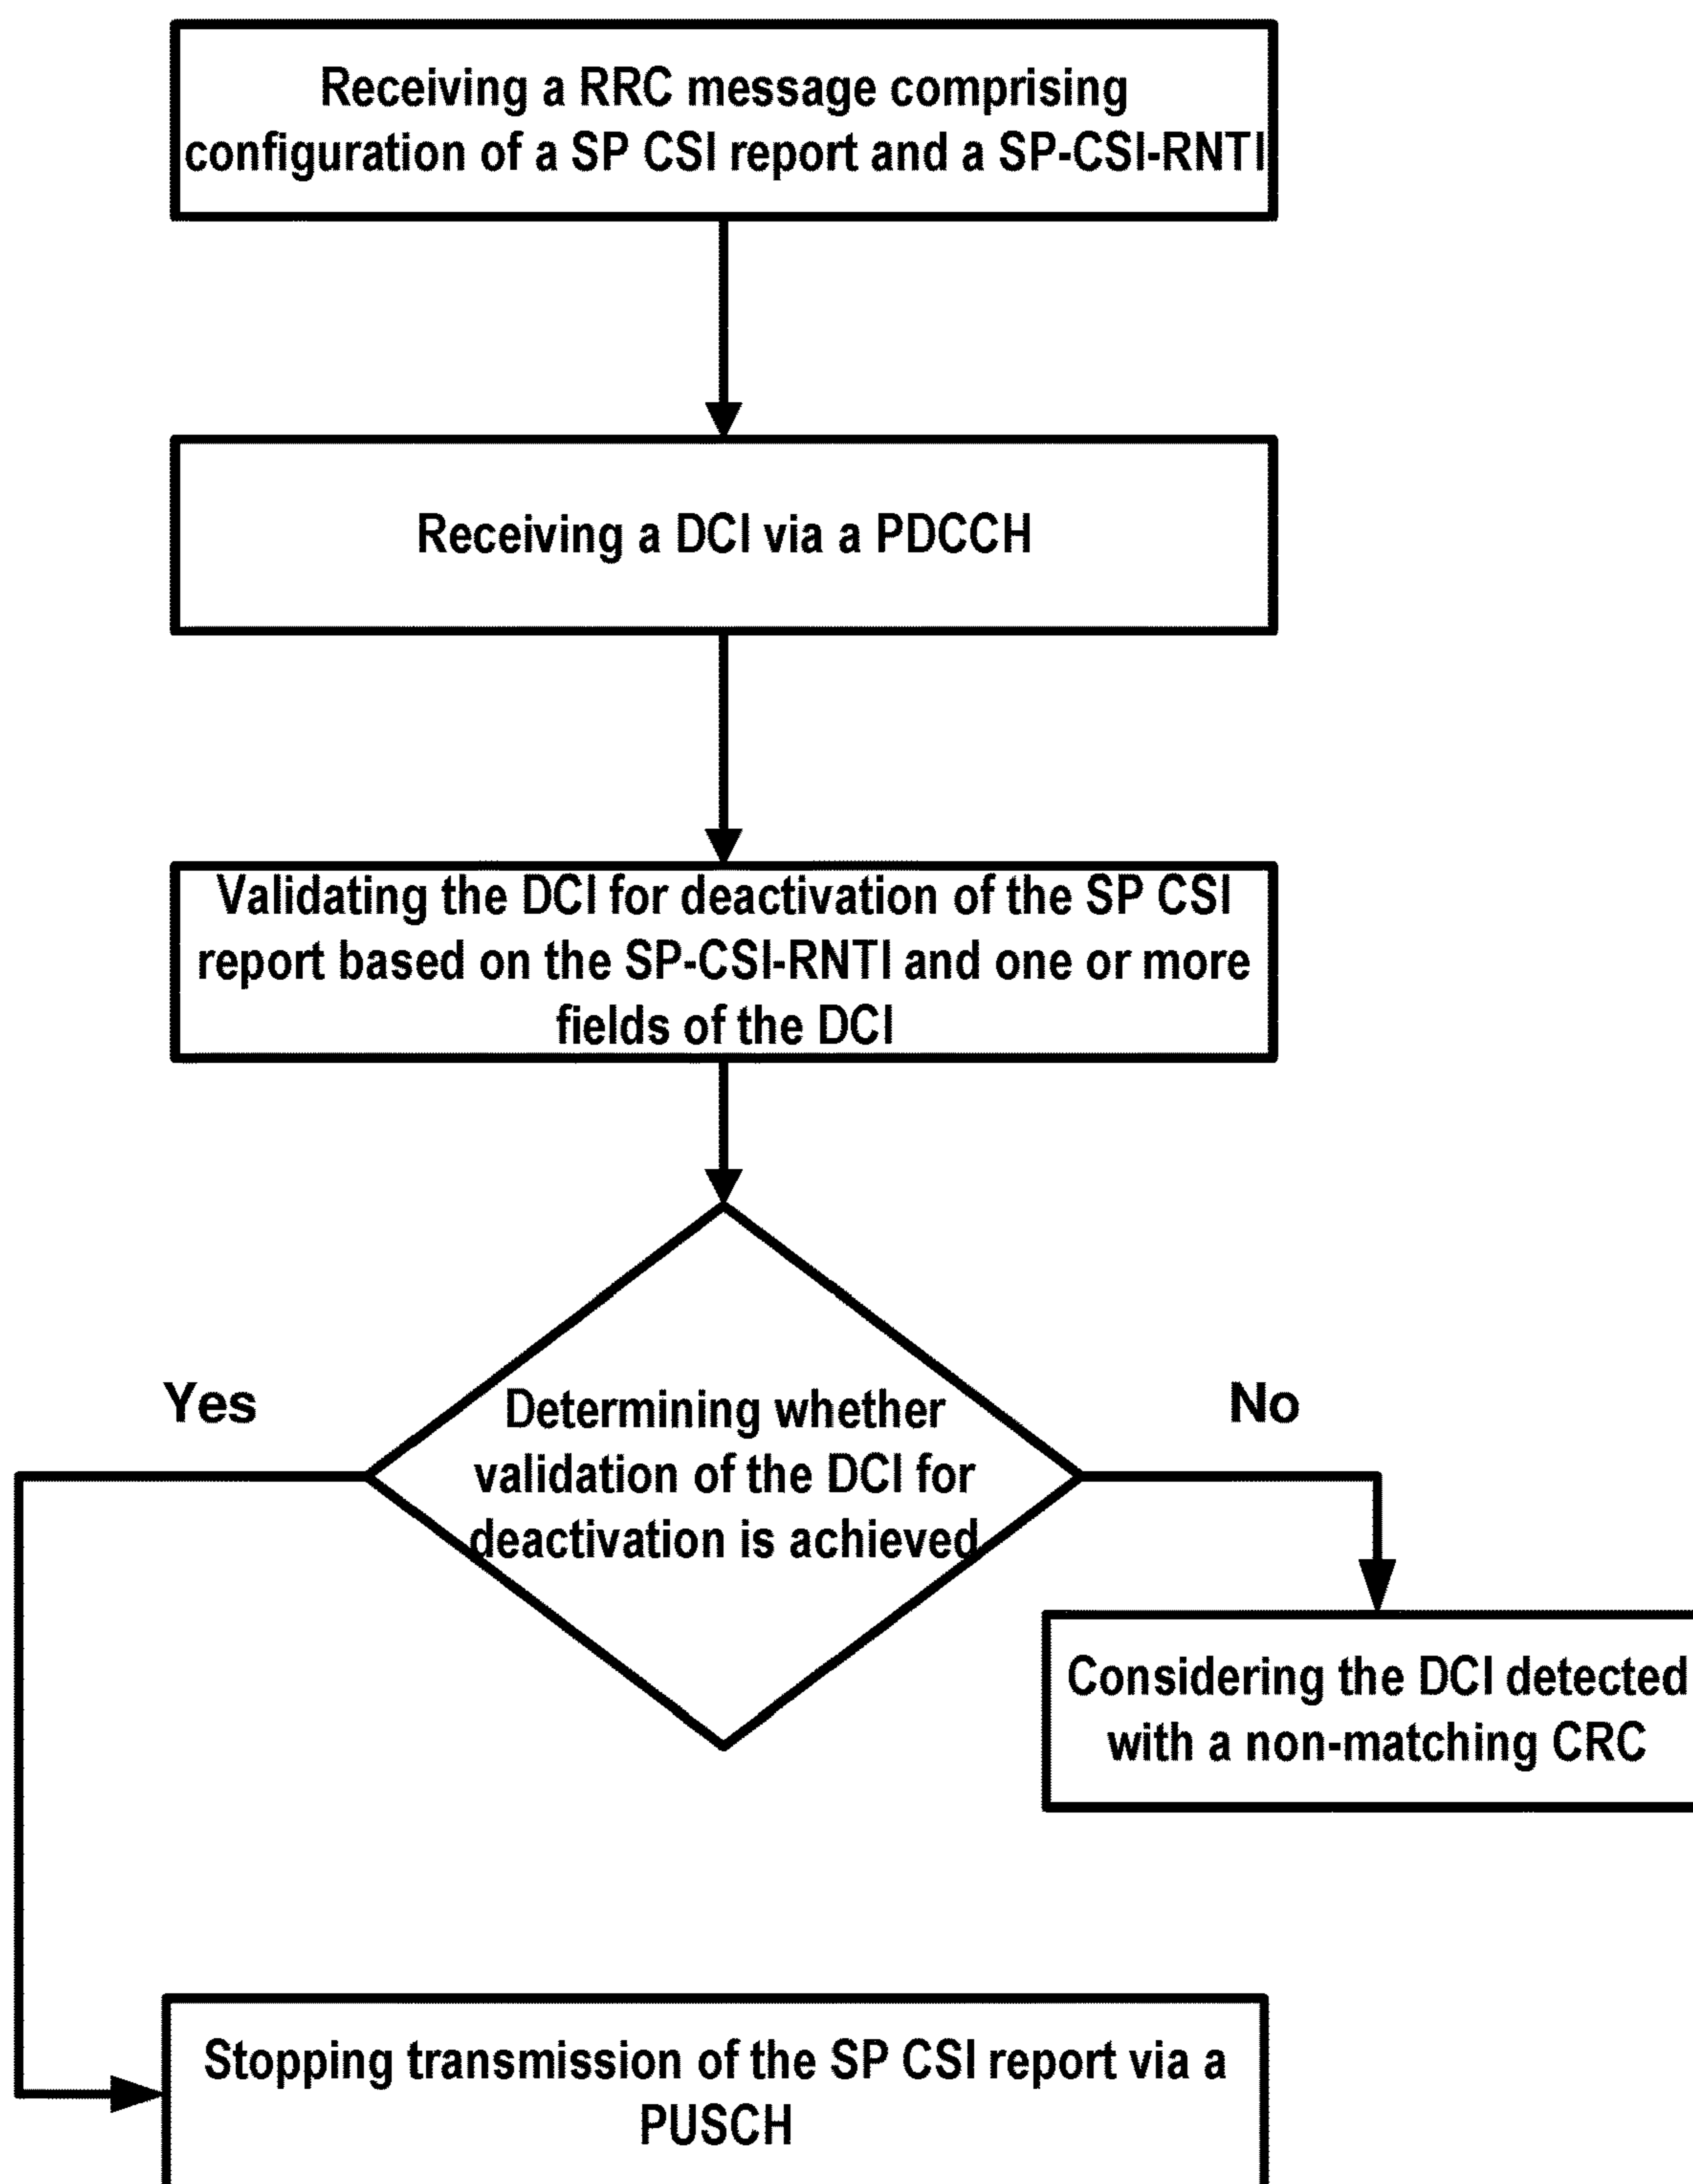 Receiving a RRC message comprising
configuration of a SP CSI report and a SP-CSI-RNTI
Receiving a DCI via a PDCCH
Validating the DCI for deactivation of the SP CSI
report based on the SP-CSI-RNTI and one or more
fields of the DCI
Yes
No
Determining whether
validation of the DCI for
deactivation is achieved
Considering the DCI detected
with a non-matching CRC
Stopping transmission of the SP CSI report via a
PUSCH